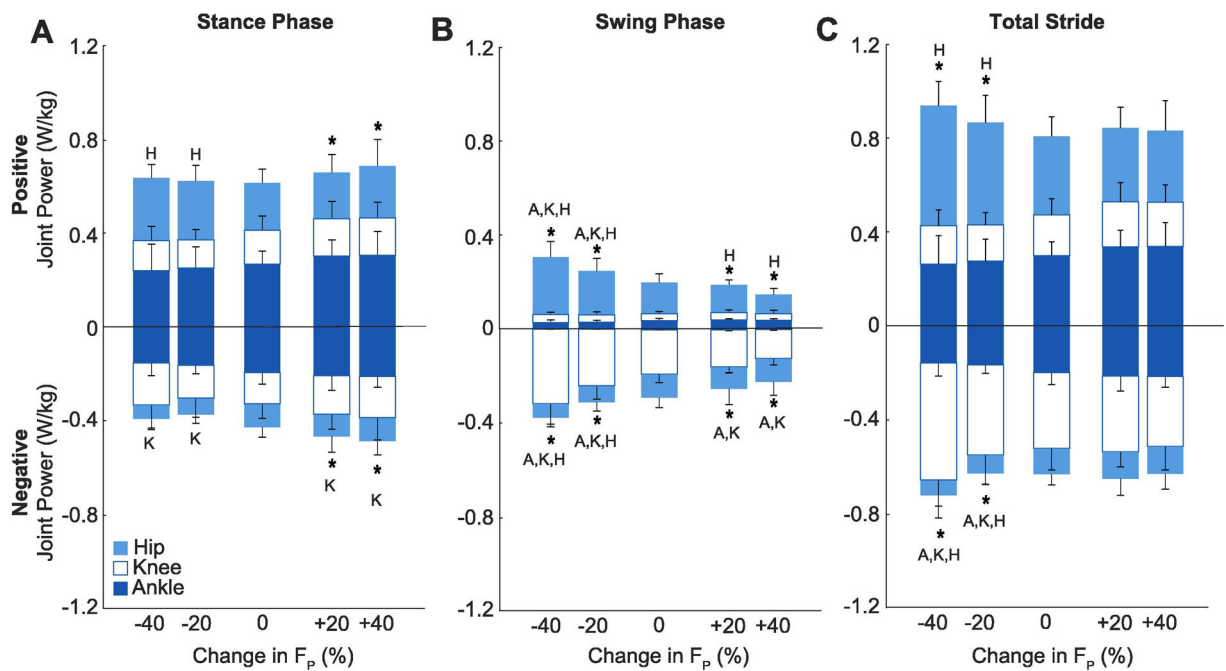 A
Stance Phase
1.2
0.8
0.4
0
-0.4
-0.8
-1.2
Positive
Joint Power (W/kg)
Negative
Joint Power (W/kg)
H
H
*
*
K
K
*
K
*
K
Hip
Knee
Ankle
-40
-20
0
+20
+40
Change in FP (%)
B
Swing Phase
1.2
0.8
0.4
0
-0.4
-0.8
-1.2
A,K,H
*
A,K,H
*
H
*
H
*
*
A,K,H
*
A,K,H
*
A,K
*
A,K
-40
-20
0
+20
+40
Change in FP (%)
C
Total Stride
1.2
0.8
0.4
0
-0.4
-0.8
-1.2
H
*
H
*
*
A,K,H
*
A,K,H
-40
-20
0
+20
+40
Change in FP (%)